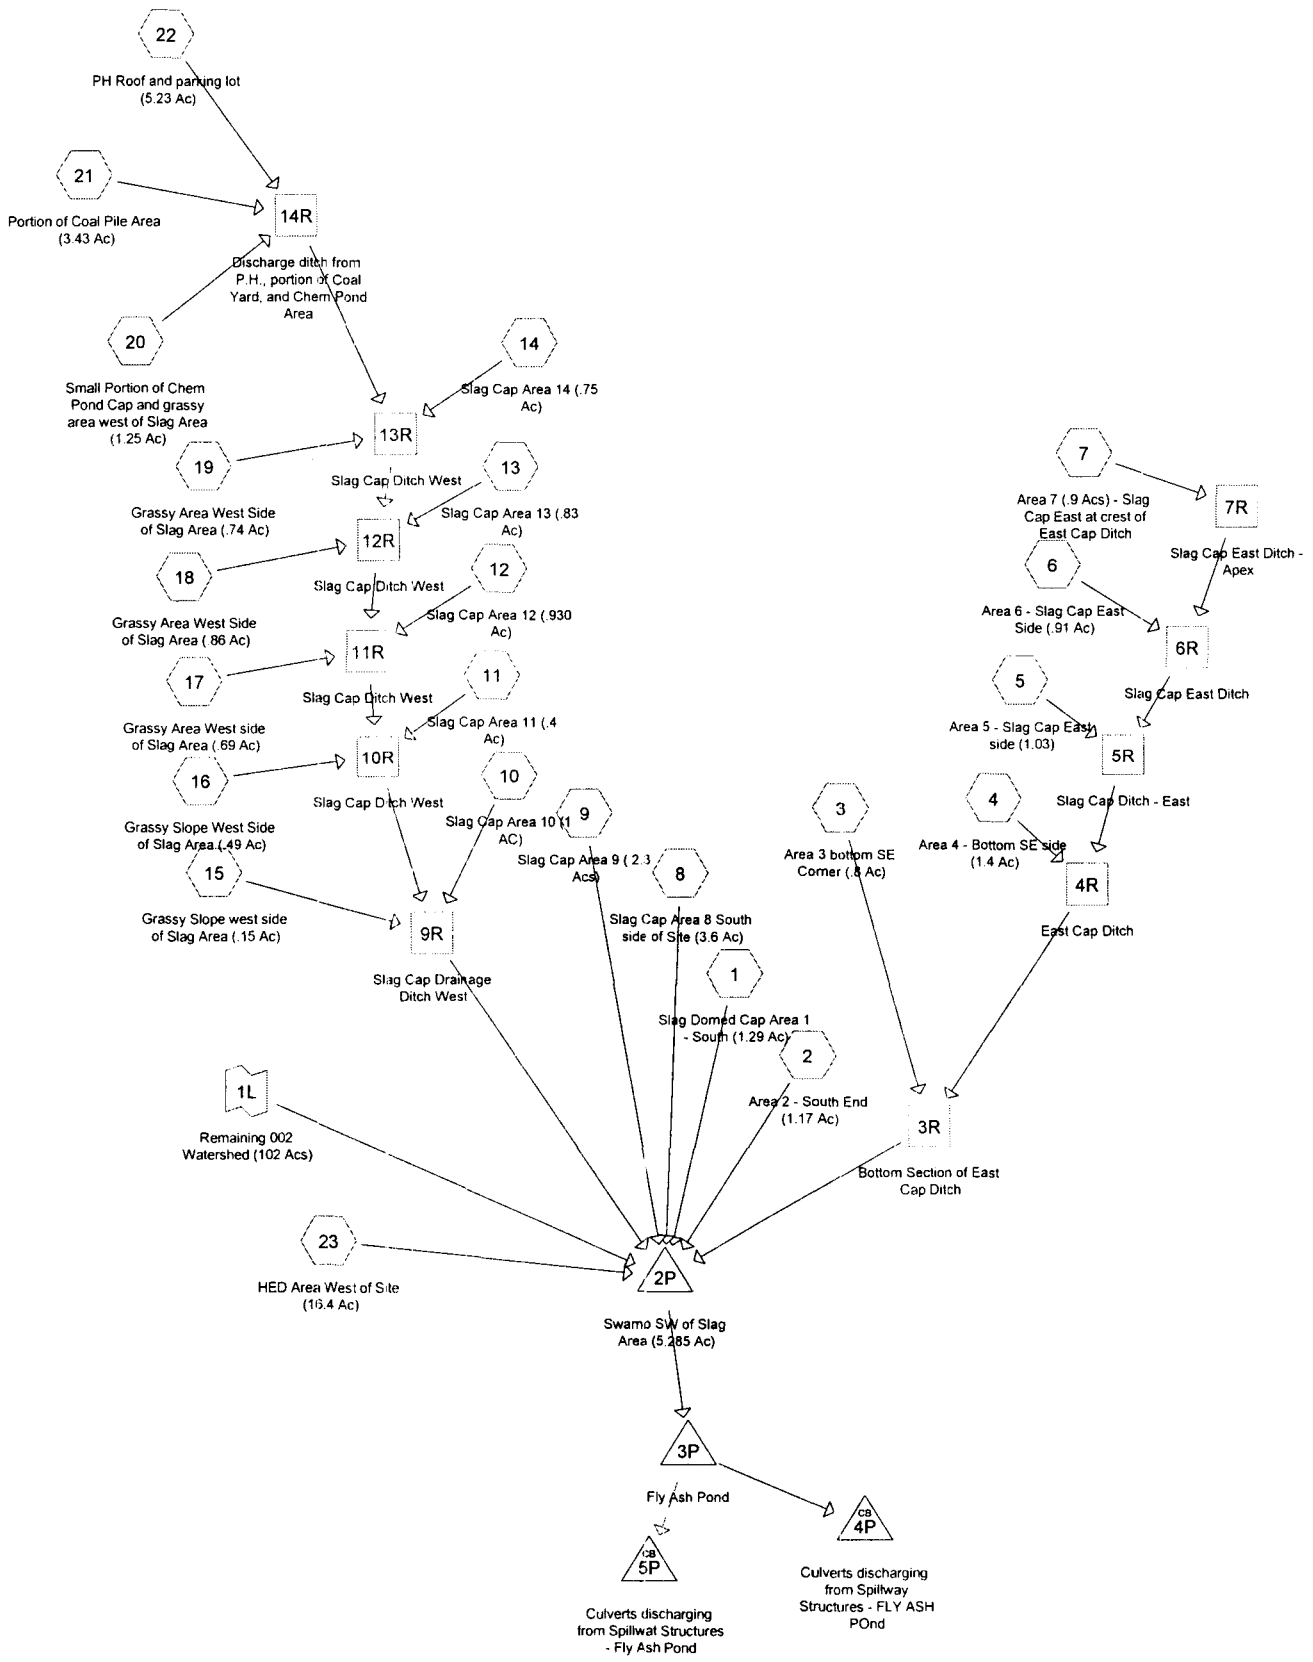 22
PH Roof and parking lot
(5.23 Ac)
21
Portion of Coal Pile Area
(3.43 Ac)
14R
Discharge ditch from
P.H., portion of Coal
Yard, and Chem Pond
Area
20
Small Portion of Chem
Pond Cap and grassy
area west of Slag Area
(1.25 Ac)
14
Slag Cap Area 14 (.75
Ac)
13R
Slag Cap Ditch West
19
Grassy Area West Side
of Slag Area (.74 Ac)
13
Slag Cap Area 13 (.83
Ac)
12R
Slag Cap Ditch West
18
Grassy Area West Side
of Slag Area (.86 Ac)
12
Slag Cap Area 12 (.930
Ac)
11R
Slag Cap Ditch West
17
Grassy Area West side
of Slag Area (.69 Ac)
11
Slag Cap Area 11 (.4
Ac)
10R
Slag Cap Ditch West
16
Grassy Slope West Side
of Slag Area (.49 Ac)
10
Slag Cap Area 10 (1
AC)
15
Grassy Slope west side
of Slag Area (.15 Ac)
9R
Slag Cap Drainage
Ditch West
9
Slag Cap Area 9 ( 2.3
Acs)
8
Slag Cap Area 8 South
side of Site (3.6 Ac)
1
Slag Domed Cap Area 1
- South (1.29 Ac)
2
Area 2 - South End
(1.17 Ac)
3
Area 3 bottom SE
Corner (.8 Ac)
7
Area 7 (.9 Acs) - Slag
Cap East at crest of
East Cap Ditch
7R
Slag Cap East Ditch -
Apex
6
Area 6 - Slag Cap East
Side (.91 Ac)
6R
Slag Cap East Ditch
5
Area 5 - Slag Cap East
side (1.03)
5R
Slag Cap Ditch - East
4
Area 4 - Bottom SE side
(1.4 Ac)
4R
East Cap Ditch
3R
Bottom Section of East
Cap Ditch
1L
Remaining 002
Watershed (102 Acs)
23
HED Area West of Site
(16.4 Ac)
2P
Swamp SW of Slag
Area (5.285 Ac)
3P
Fly Ash Pond
CB
4P
Culverts discharging
from Spillway
Structures - FLY ASH
POnd
CB
5P
Culverts discharging
from Spillwat Structures
- Fly Ash Pond